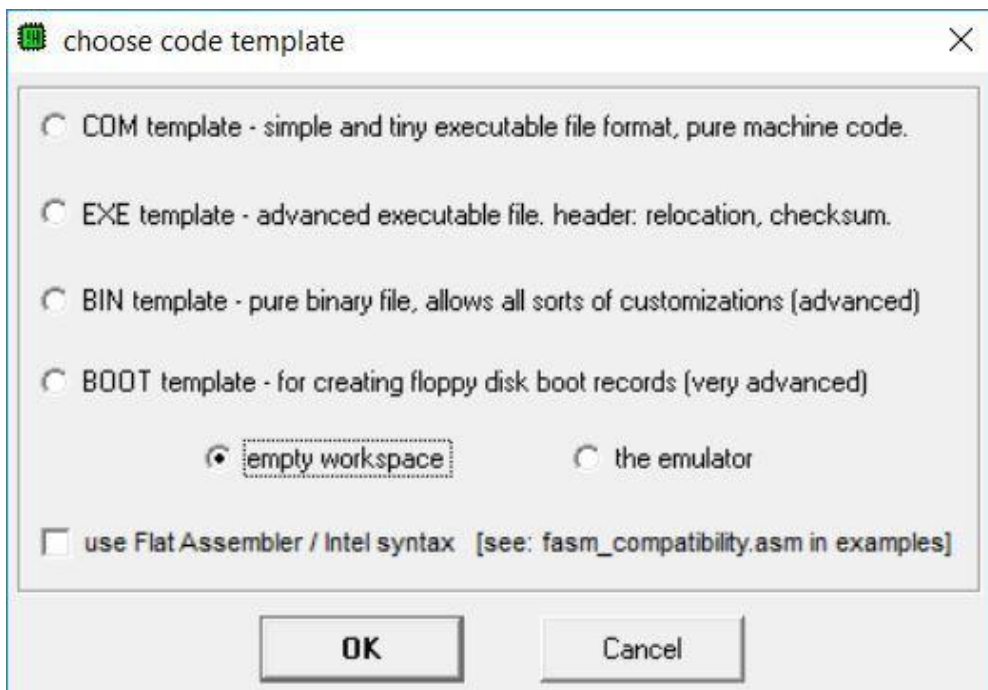 choose code template
COM template - simple and tiny executable file format, pure machine code.
EXE template - advanced executable file. header: relocation, checksum.
BIN template - pure binary file, allows all sorts of customizations (advanced)
BOOT template - for creating floppy disk boot records (very advanced)
empty workspace the emulator
use Flat Assembler / Intel syntax [see: fasm_compatibility.asm in examples]
OK Cancel